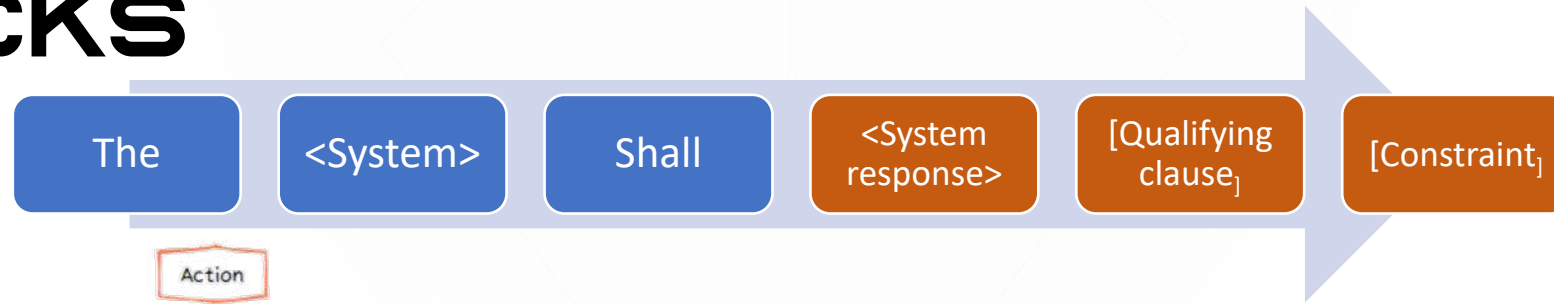 cks
The
<System>
Shall
<System
response>
[Qualifying
clause]
[Constraint]
Action